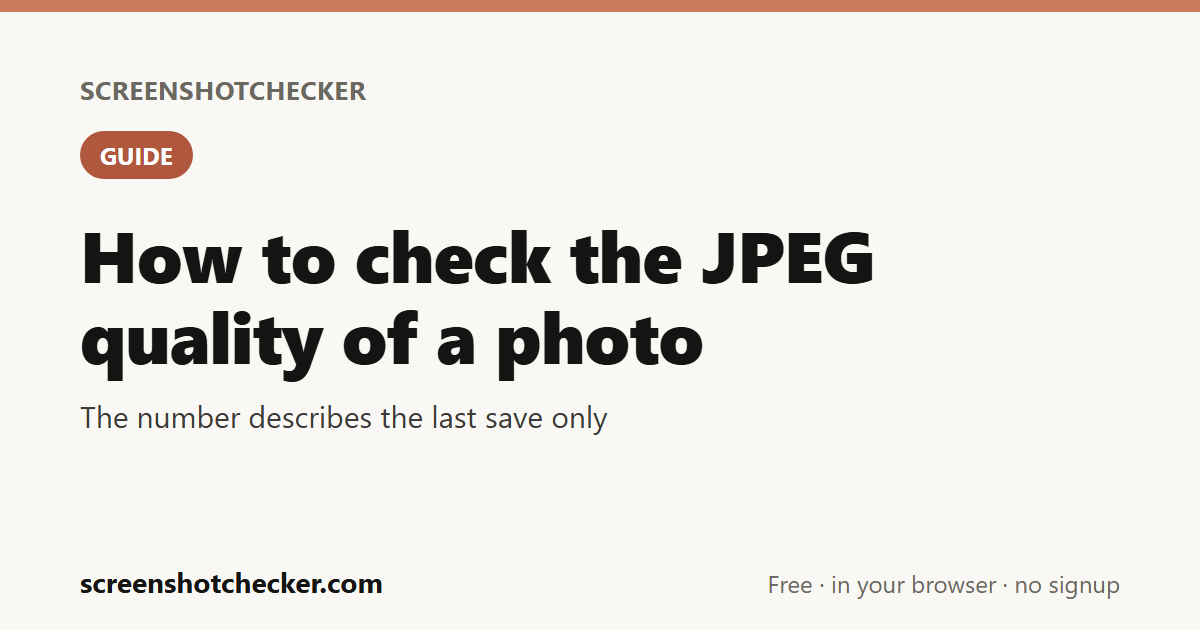 SCREENSHOTCHECKER
GUIDE
How to check the JPEG
quality of a photo
The number describes the last save only
screenshotchecker.com
Free · in your browser · no signup